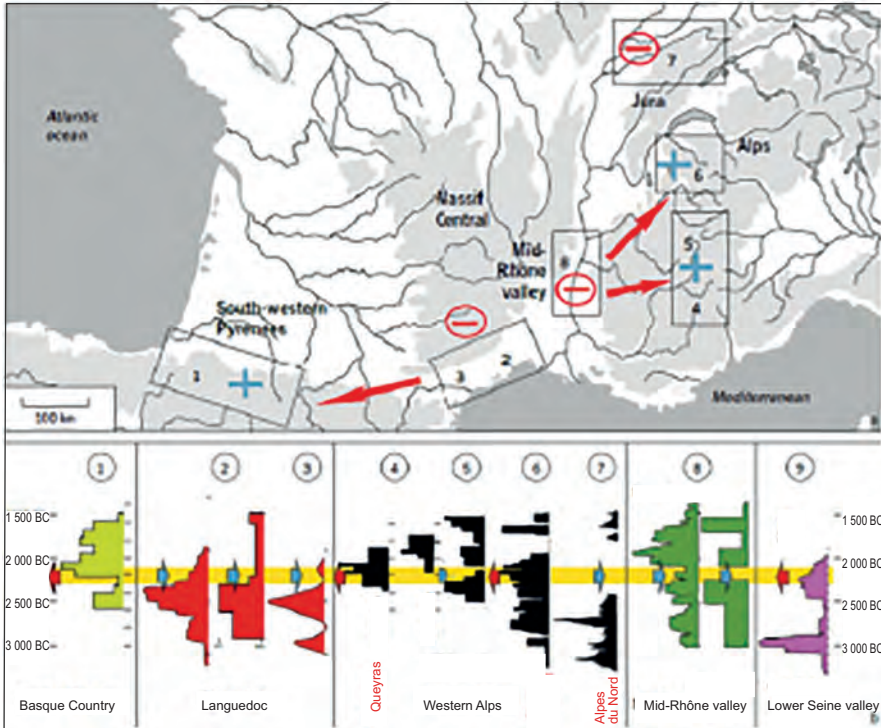 Atlantic
ocean
7
Jura
Alps
1
6
Massif
Central
Mid-
Rhône
valley
8
5
4
South-western
Pyrenees
1
2
3
100 km
Mediterranean
1
2
3
4
5
6
7
8
9
1 500 BC
2 000 BC
2 500 BC
3 000 BC
1 500 BC
2 000 BC
2 500 BC
3 000 BC
Queyras
Alpes
du Nord
Basque Country
Languedoc
Western Alps
Mid-Rhône valley
Lower Seine valley